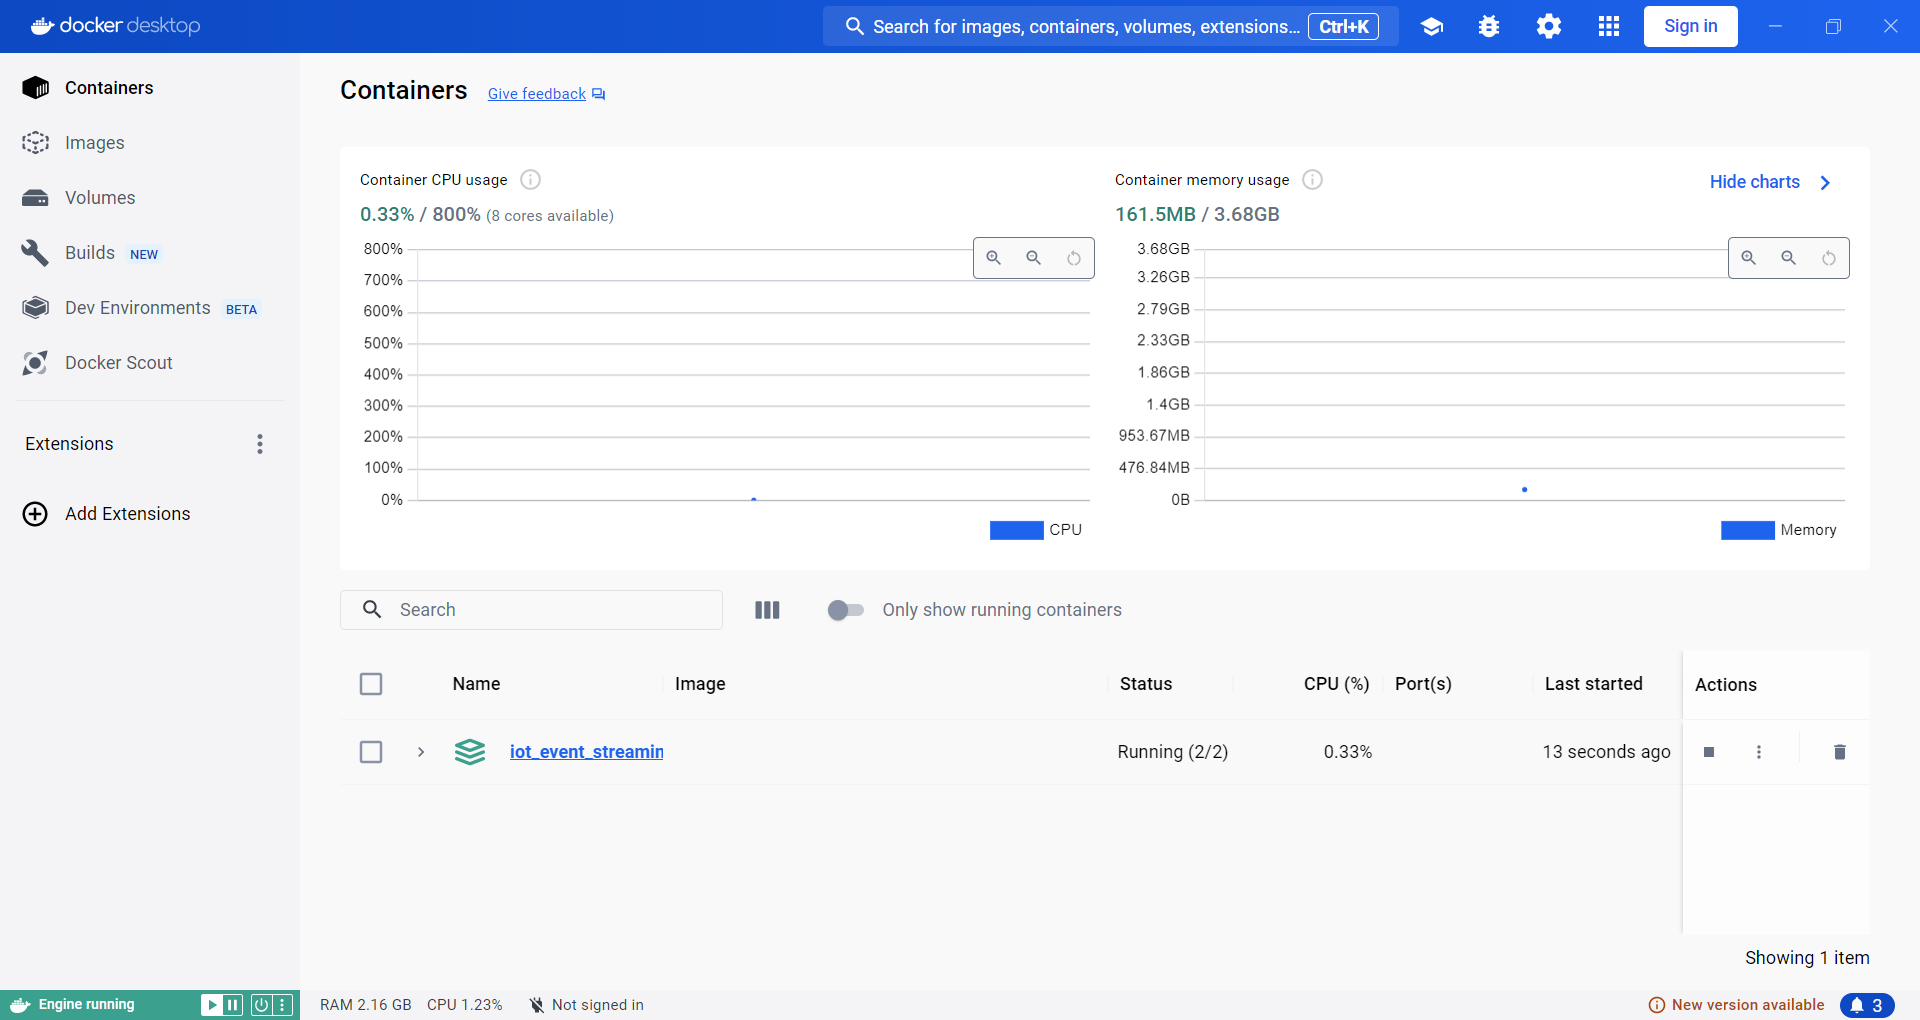 docker desktop
Search for images, containers, volumes, extensions... Ctrl+K
Sign in
Containers
Images
Volumes
Builds NEW
Dev Environments BETA
Docker Scout
Extensions
Add Extensions
Containers Give feedback
Container CPU usage
0.33% / 800% (8 cores available)
800%
700%
600%
500%
400%
300%
200%
100%
0%
CPU
Container memory usage
161.5MB / 3.68GB
Hide charts
3.68GB
3.26GB
2.79GB
2.33GB
1.86GB
1.4GB
953.67MB
476.84MB
0B
Memory
Search
Only show running containers
Name Image Status CPU (%) Port(s) Last started Actions
iot_event_streamin Running (2/2) 0.33% 13 seconds ago
Showing 1 item
Engine running
RAM 2.16 GB CPU 1.23% Not signed in
New version available 3